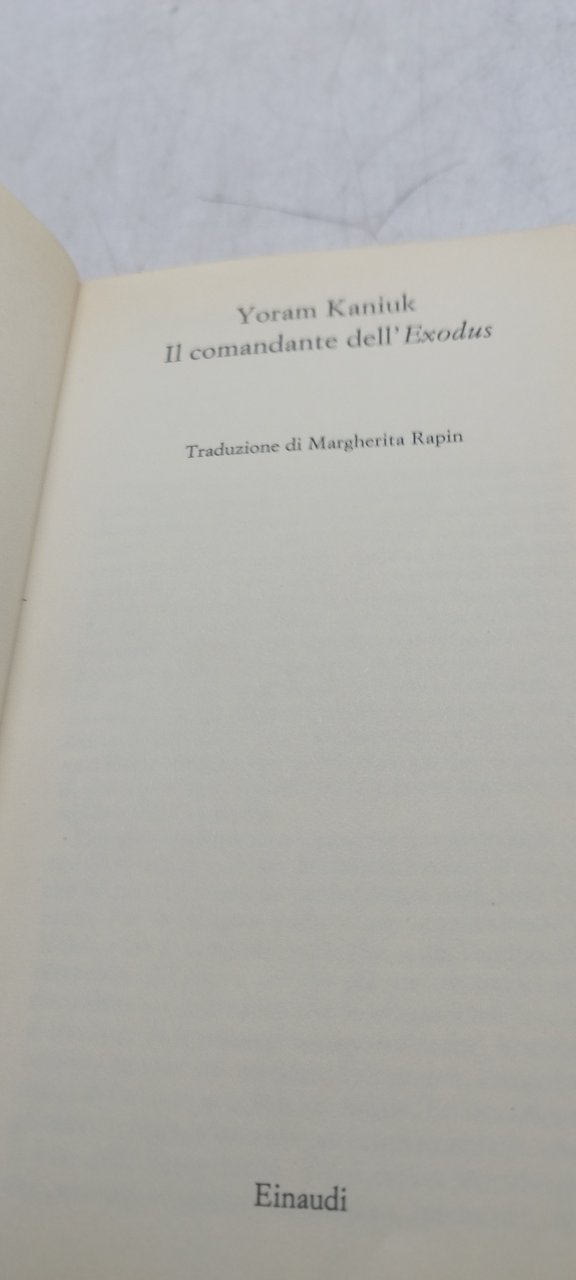 Yoram Kaniuk
Il comandante dell'Exodus
Traduzione di Margherita Rapin
Einaudi